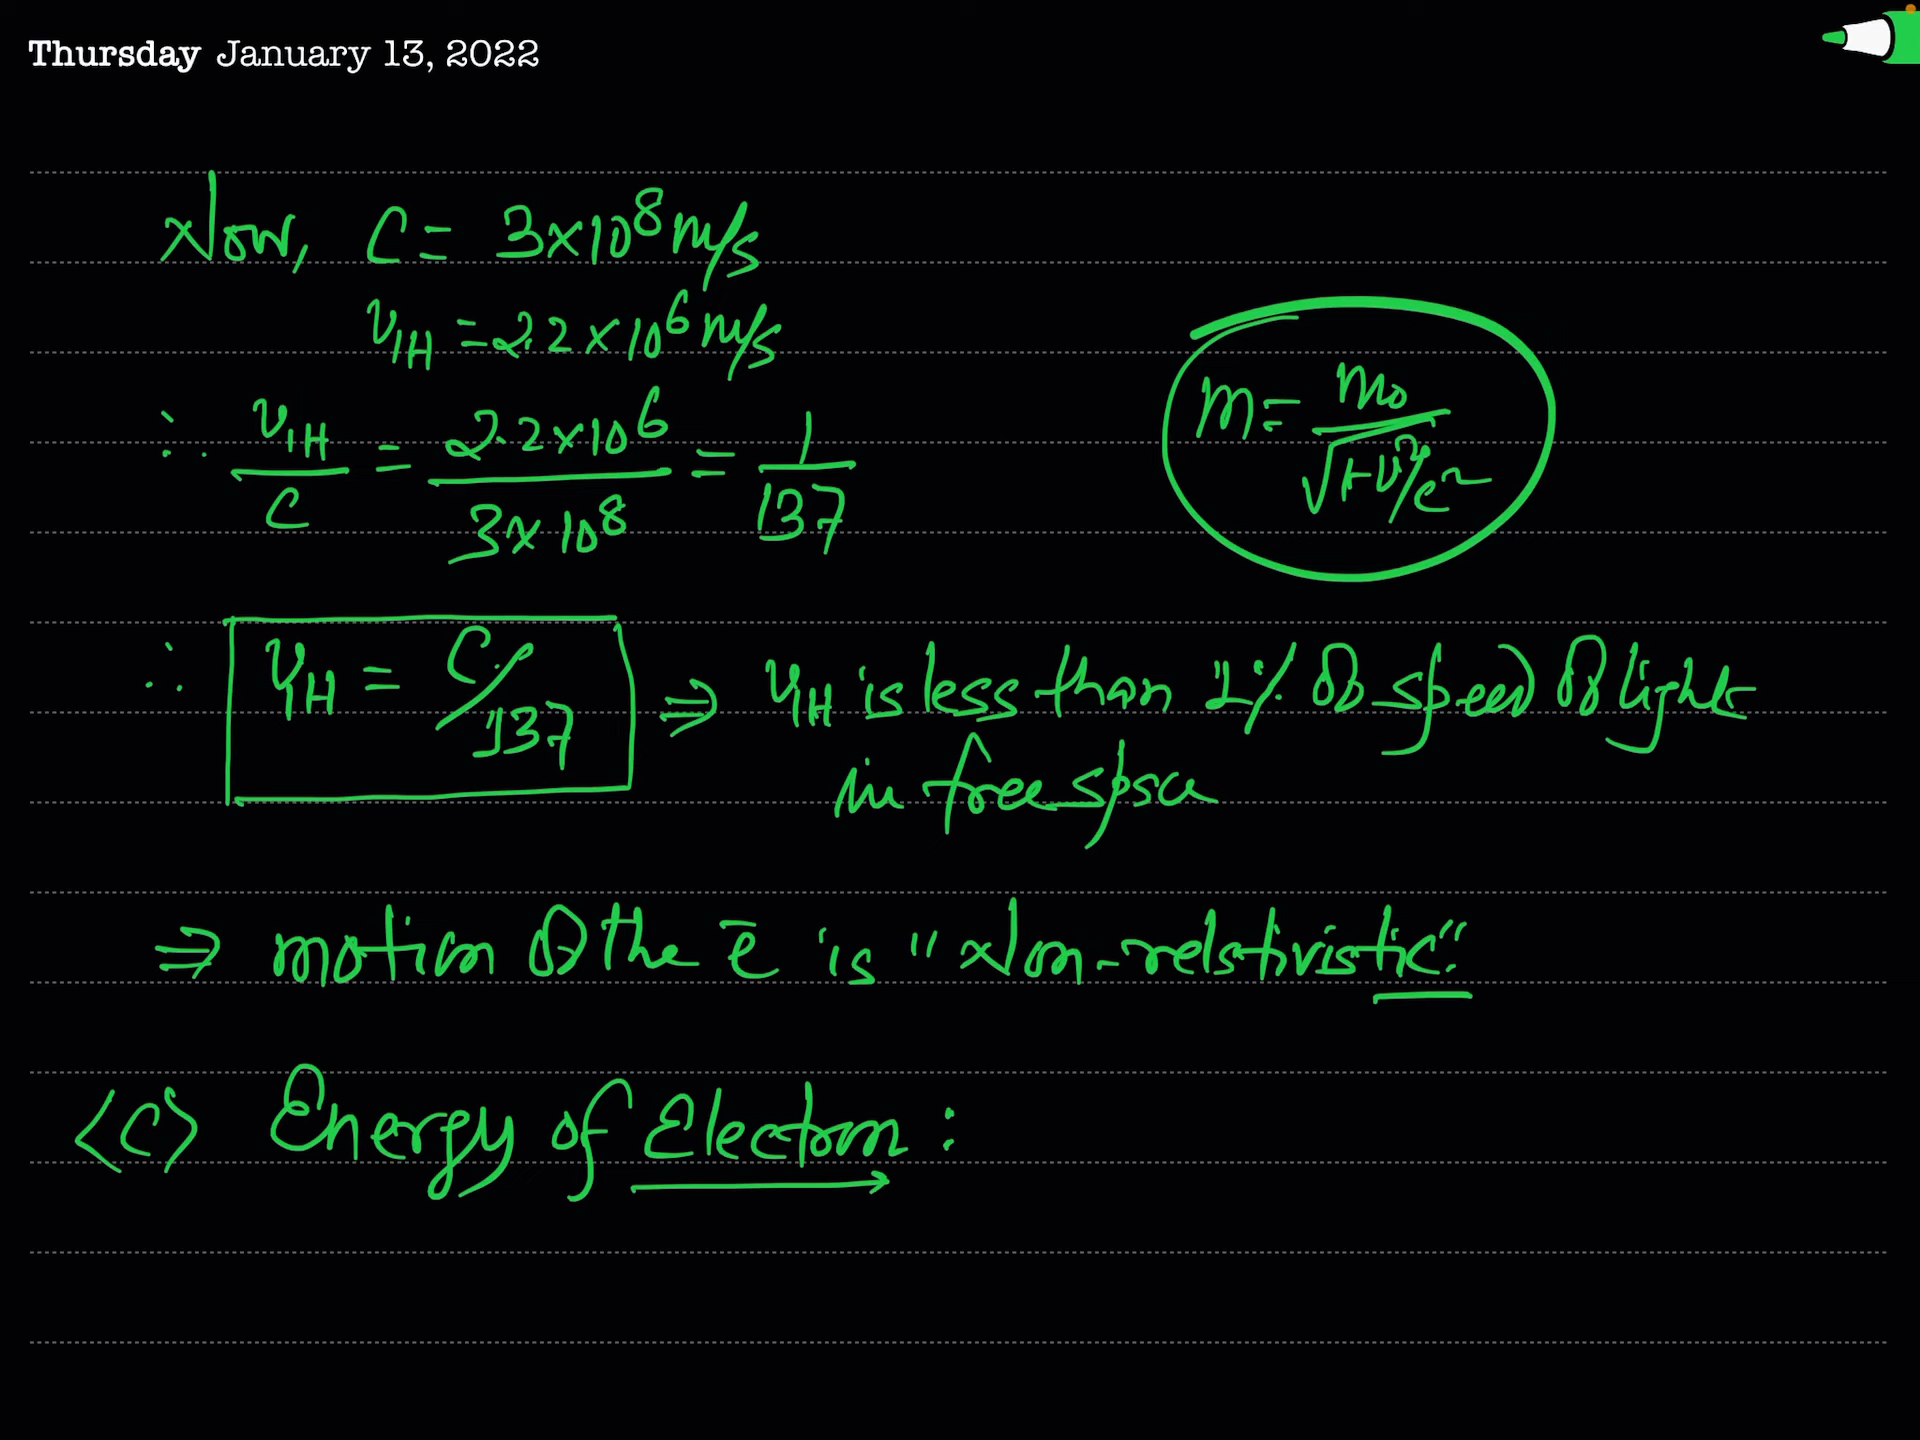 Thursday January 13, 2022
Now, C = 3×10⁸ m/s
v₁H = 2.2×10⁶ m/s
∴ v₁H/C = 2.2×10⁶/3×10⁸ = 1/137
m = m₀/√1-v²/c²
∴ v₁H = C/137 ⇒ v₁H is less than 1% of speed of light
in free space
⇒ motion of the ē is "Non-relativistic".
<C> Energy of Electron :